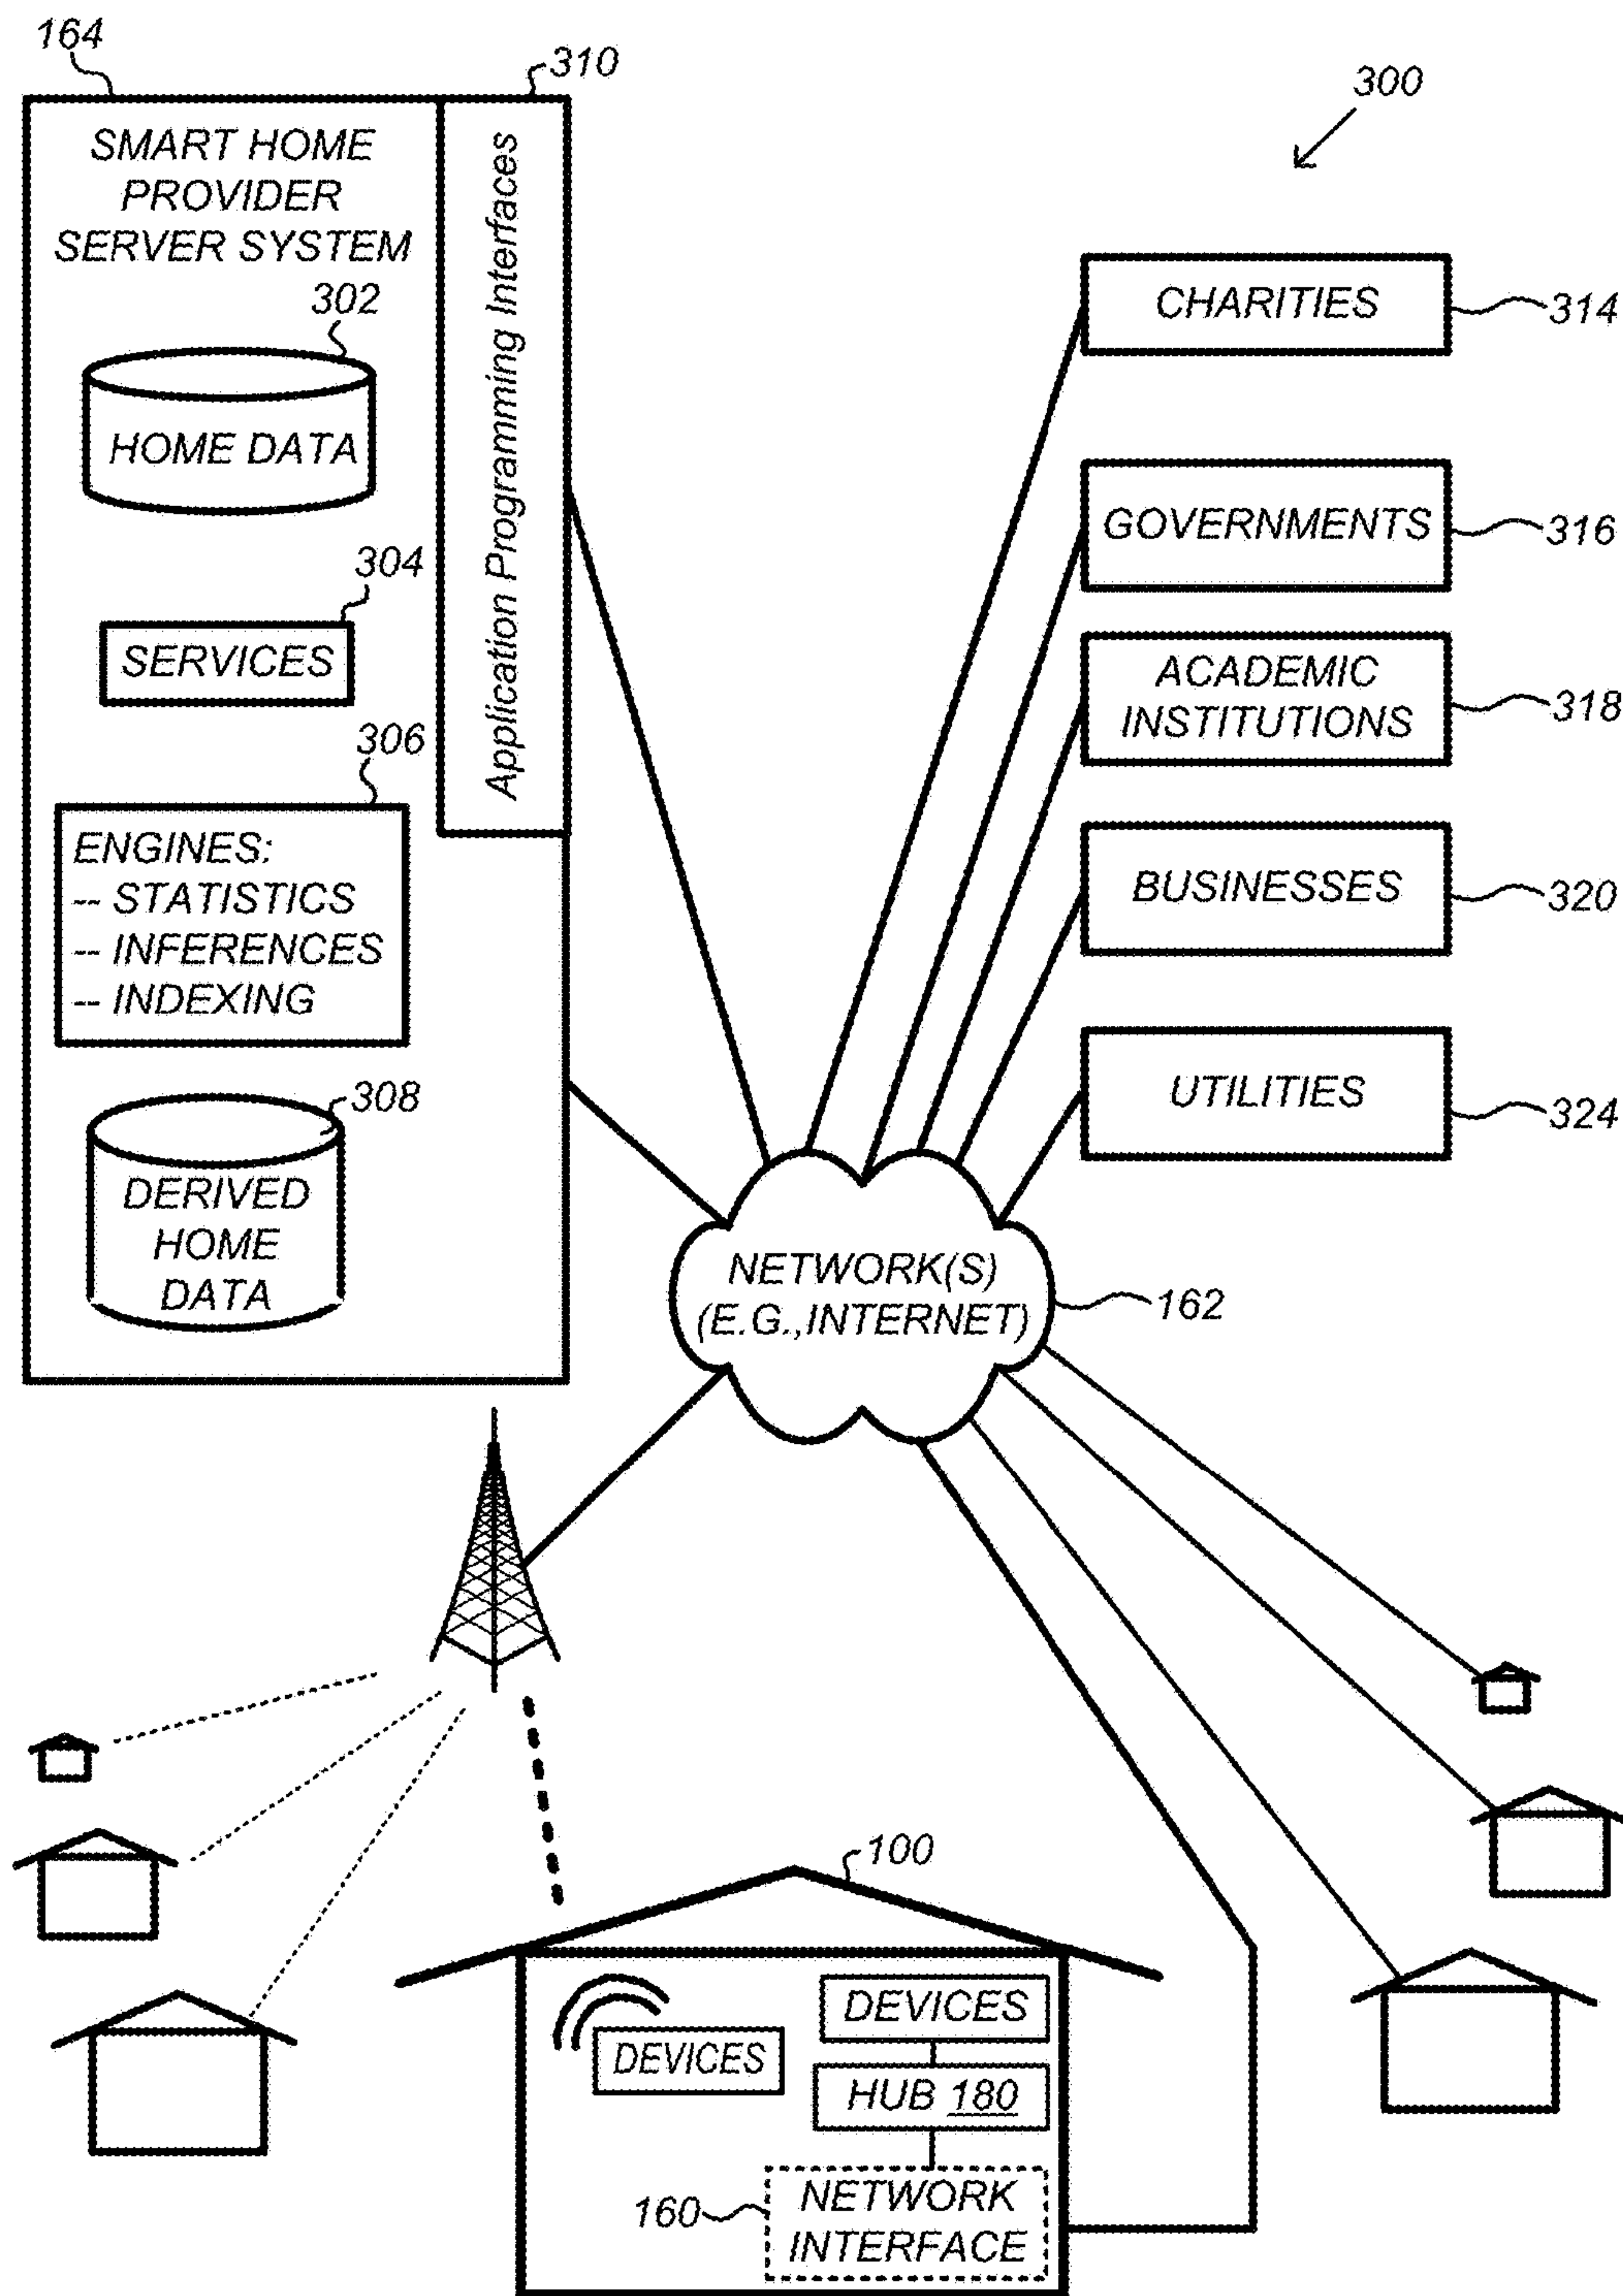 164
310
300
SMART HOME
PROVIDER
SERVER SYSTEM
Application Programming Interfaces
302
HOME DATA
304
SERVICES
306
ENGINES:
-- STATISTICS
-- INFERENCES
-- INDEXING
308
DERIVED
HOME
DATA
CHARITIES
314
GOVERNMENTS
316
ACADEMIC
INSTITUTIONS
318
BUSINESSES
320
UTILITIES
324
NETWORK(S)
(E.G.,INTERNET)
162
100
DEVICES
DEVICES
HUB 180
160
NETWORK
INTERFACE